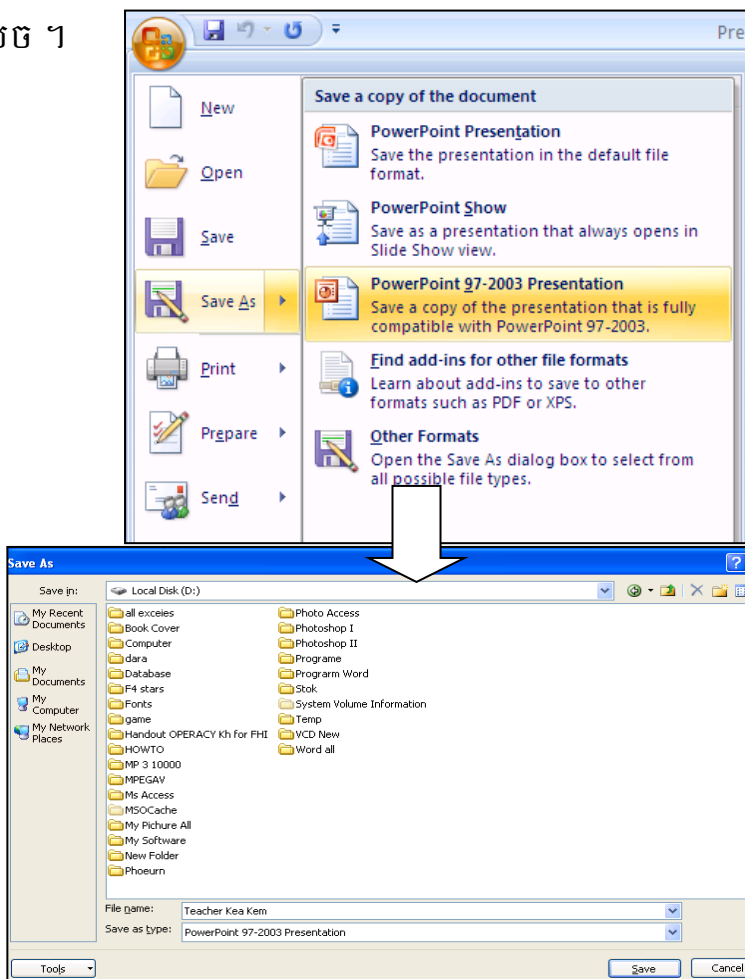 ។
Pre
Save a copy of the document
New
PowerPoint Presentation
Save the presentation in the default file
format.
Open
PowerPoint Show
Save as a presentation that always opens in
Slide Show view.
Save
PowerPoint 97-2003 Presentation
Save a copy of the presentation that is fully
compatible with PowerPoint 97-2003.
Save As
Find add-ins for other file formats
Learn about add-ins to save to other
formats such as PDF or XPS.
Print
Other Formats
Open the Save As dialog box to select from
all possible file types.
Prepare
Send
Save As
Save in: Local Disk (D:)
My Recent
Documents
Desktop
My
Documents
My
Computer
My Network
Places
all exceies
Book Cover
Computer
dara
Database
F4 stars
Fonts
game
Handout OPERACY Kh for FHI
HOWTO
MP 3 10000
MPEGAV
Ms Access
MSOCache
My Pichure All
My Software
New Folder
Phoeurn
Photo Access
Photoshop I
Photoshop II
Programe
Prograrm Word
Stok
System Volume Information
Temp
VCD New
Word all
File name: Teacher Kea Kem
Save as type: PowerPoint 97-2003 Presentation
Tools Save Cancel